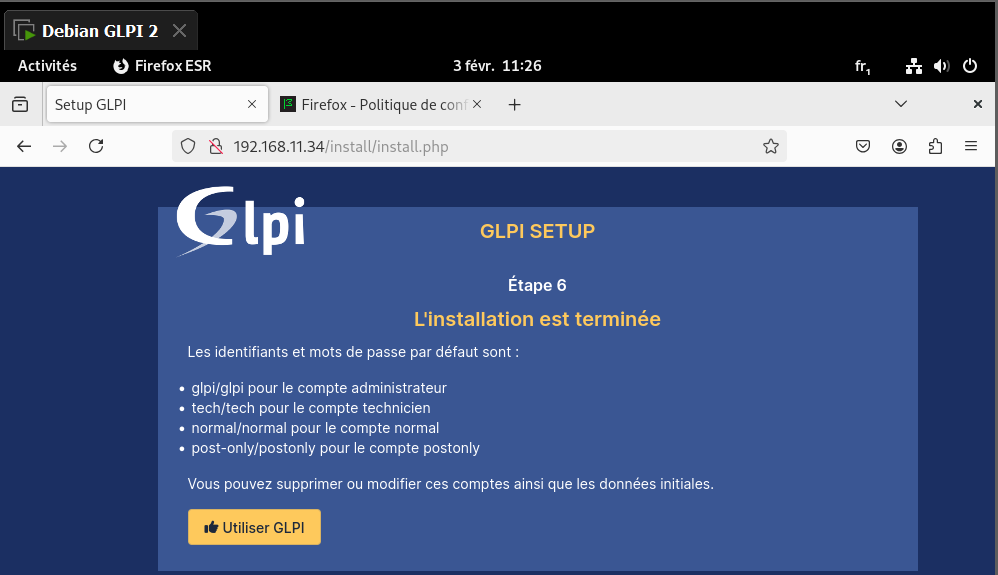 Debian GLPI 2
Activités Firefox ESR 3 févr. 11:26 fr1
Setup GLPI Firefox - Politique de conf
192.168.11.34/install/install.php
Glpi
GLPI SETUP
Étape 6
L'installation est terminée
Les identifiants et mots de passe par défaut sont :
• glpi/glpi pour le compte administrateur
• tech/tech pour le compte technicien
• normal/normal pour le compte normal
• post-only/postonly pour le compte postonly
Vous pouvez supprimer ou modifier ces comptes ainsi que les données initiales.
Utiliser GLPI